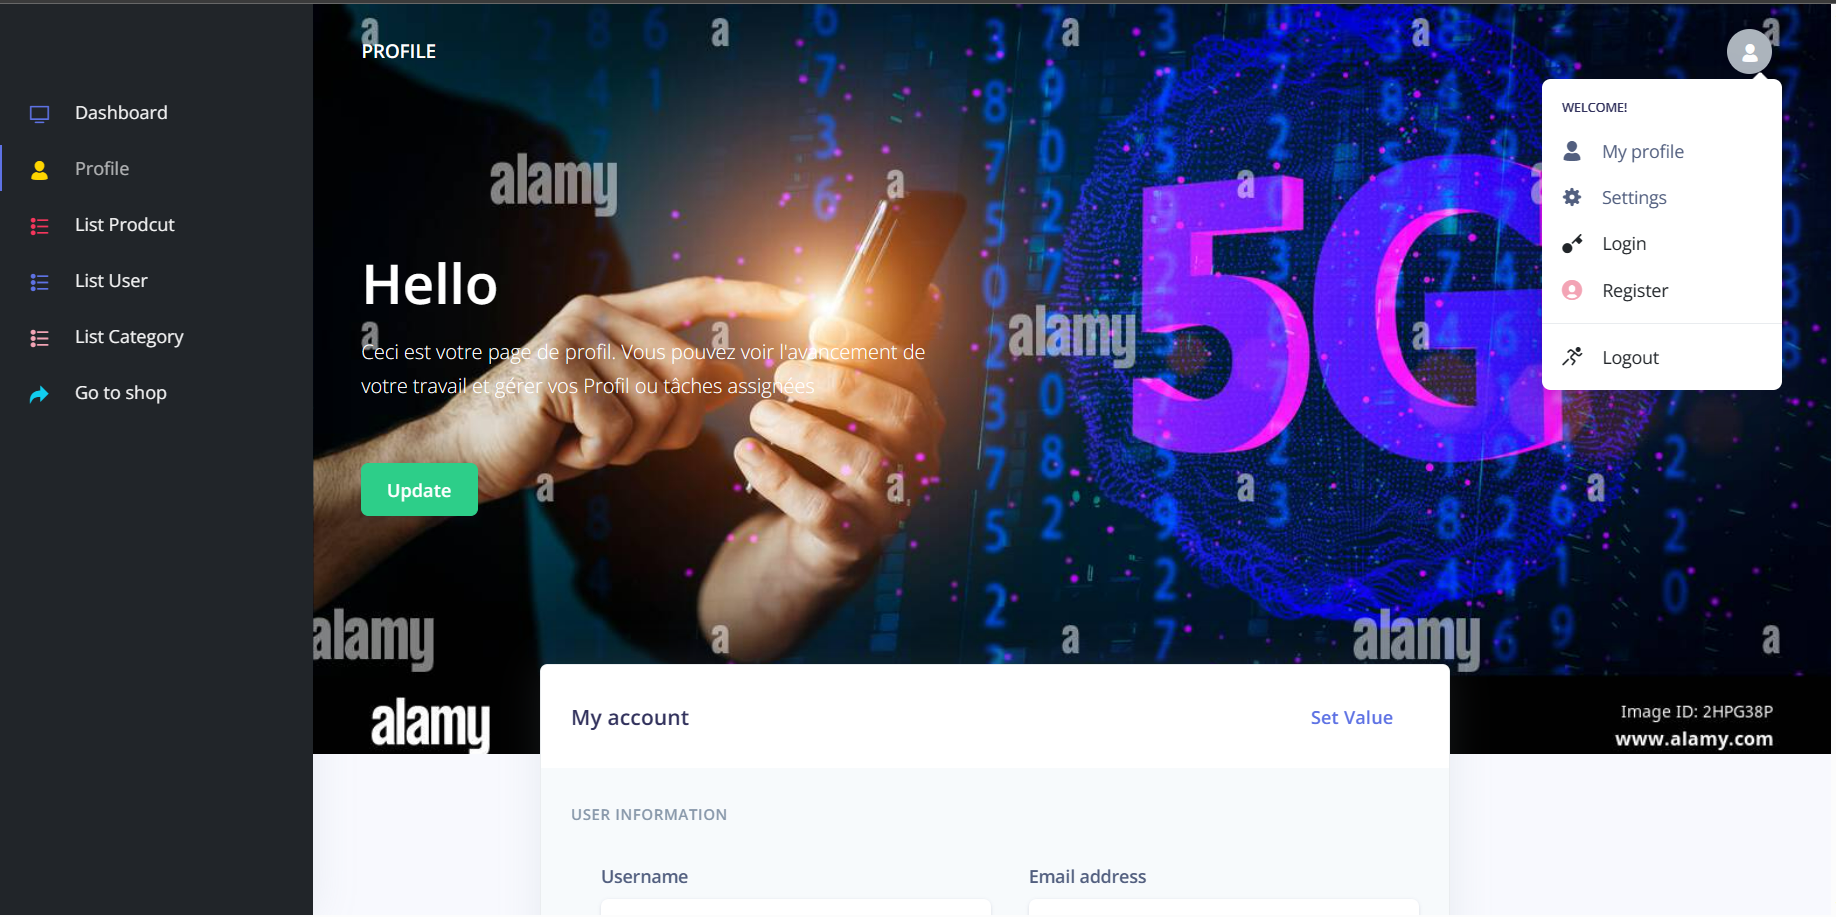 PROFILE
Dashboard
Profile
List Prodcut
List User
List Category
Go to shop
WELCOME!
My profile
Settings
Login
Register
Logout
Hello
Ceci est votre page de profil. Vous pouvez voir l'avancement de
votre travail et gérer vos Profil ou tâches assignées
Update
5G
alamy
alamy
alamy
alamy
alamy
Image ID: 2HPG38P
www.alamy.com
My account
Set Value
USER INFORMATION
Username
Email address